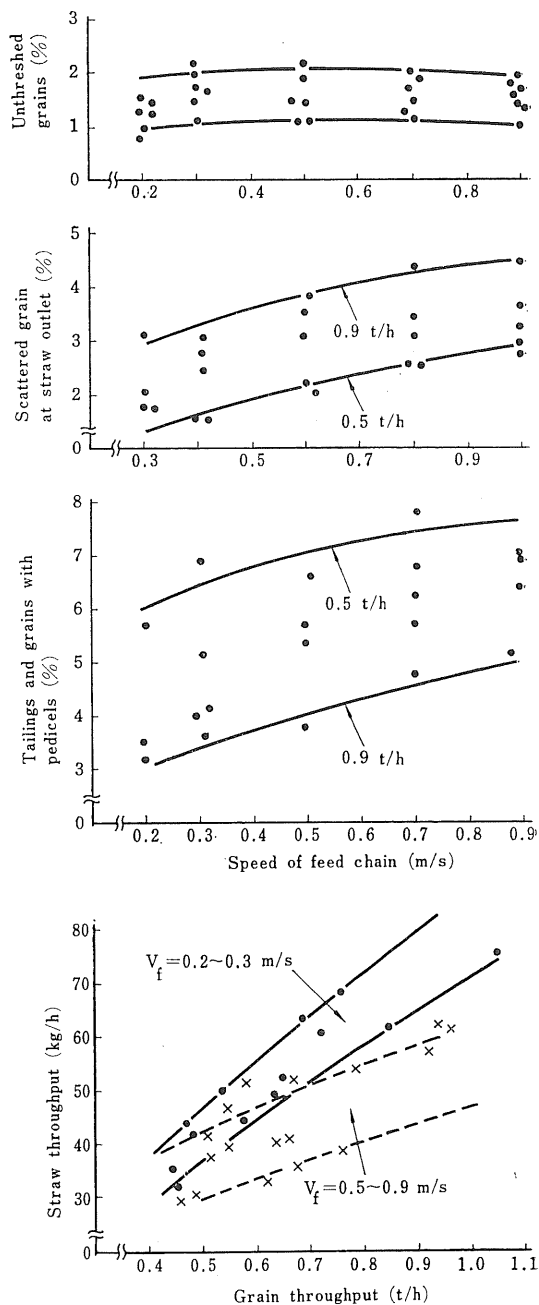 Unthreshed
grains (%)
3
2
1
0
0.2 0.4 0.6 0.8
Scattered grain
at straw outlet (%)
5
4
3
2
0
0.9 t/h
0.5 t/h
0.3 0.5 0.7 0.9
Tailings and grains with
pedicels (%)
8
7
6
5
4
3
0
0.5 t/h
0.9 t/h
0.2 0.3 0.4 0.5 0.6 0.7 0.8 0.9
Speed of feed chain (m/s)
Straw throughput (kg/h)
80
70
60
50
40
30
0
Vf=0.2~0.3 m/s
Vf=0.5~0.9 m/s
0.4 0.5 0.6 0.7 0.8 0.9 1.0 1.1
Grain throughput (t/h)